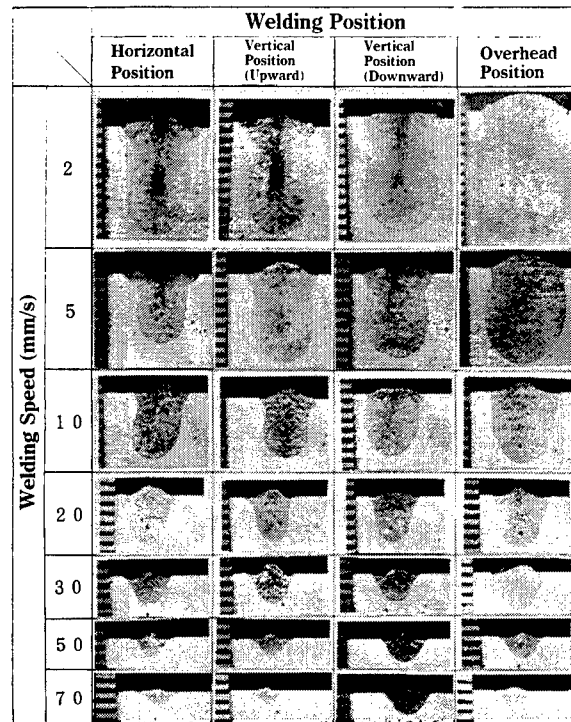 Welding Position
Horizontal Position
Vertical Position (Upward)
Vertical Position (Downward)
Overhead Position
Welding Speed (mm/s)
2
5
1 0
2 0
3 0
5 0
7 0